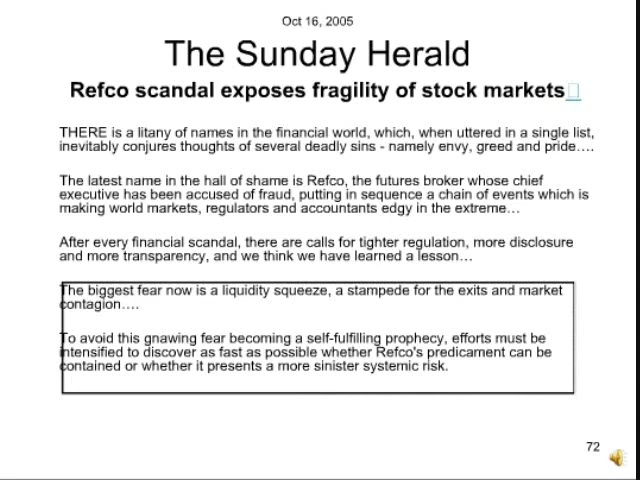 Oct 16, 2005
The Sunday Herald
Refco scandal exposes fragility of stock markets
THERE is a litany of names in the financial world, which, when uttered in a single list,
inevitably conjures thoughts of several deadly sins - namely envy, greed and pride….
The latest name in the hall of shame is Refco, the futures broker whose chief
executive has been accused of fraud, putting in sequence a chain of events which is
making world markets, regulators and accountants edgy in the extreme…
After every financial scandal, there are calls for tighter regulation, more disclosure
and more transparency, and we think we have learned a lesson…
The biggest fear now is a liquidity squeeze, a stampede for the exits and market
contagion….
To avoid this gnawing fear becoming a self-fulfilling prophecy, efforts must be
intensified to discover as fast as possible whether Refco's predicament can be
contained or whether it presents a more sinister systemic risk.
72